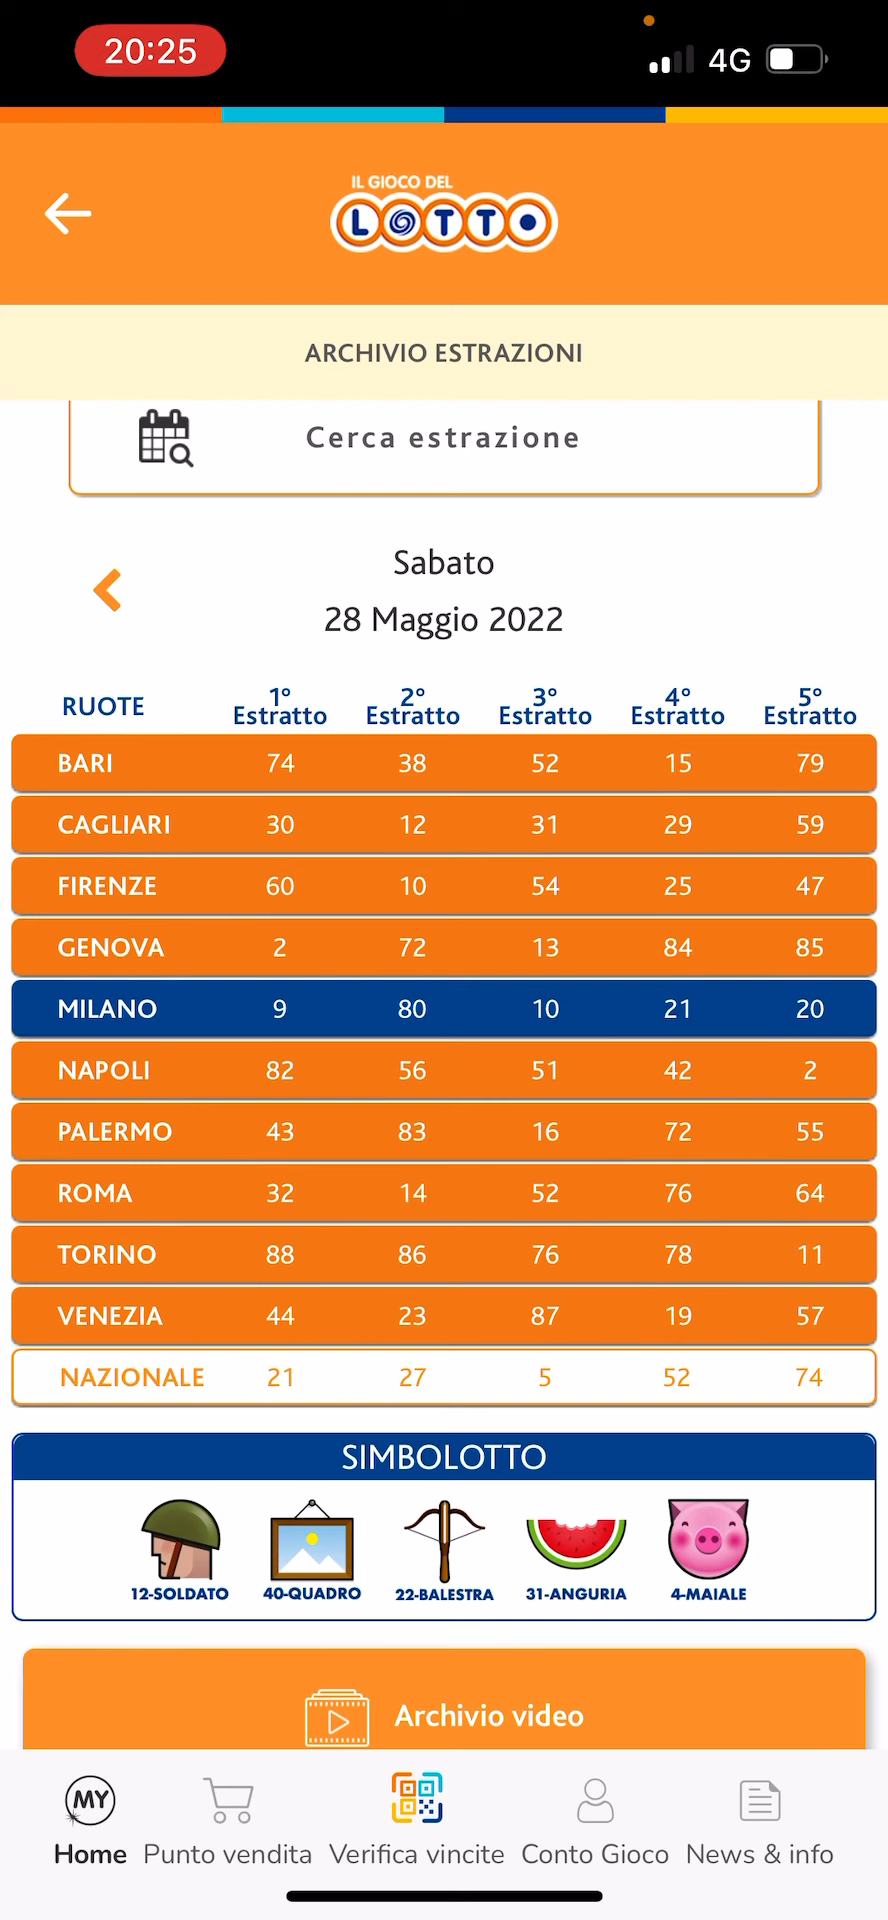 20:25
4G
IL GIOCO DEL
LOTTO
ARCHIVIO ESTRAZIONI
Cerca estrazione
Sabato
28 Maggio 2022
RUOTE 1° Estratto 2° Estratto 3° Estratto 4° Estratto 5° Estratto
BARI 74 38 52 15 79
CAGLIARI 30 12 31 29 59
FIRENZE 60 10 54 25 47
GENOVA 2 72 13 84 85
MILANO 9 80 10 21 20
NAPOLI 82 56 51 42 2
PALERMO 43 83 16 72 55
ROMA 32 14 52 76 64
TORINO 88 86 76 78 11
VENEZIA 44 23 87 19 57
NAZIONALE 21 27 5 52 74
SIMBOLOTTO
12-SOLDATO 40-QUADRO 22-BALESTRA 31-ANGURIA 4-MAIALE
Archivio video
MY
Home Punto vendita Verifica vincite Conto Gioco News & info